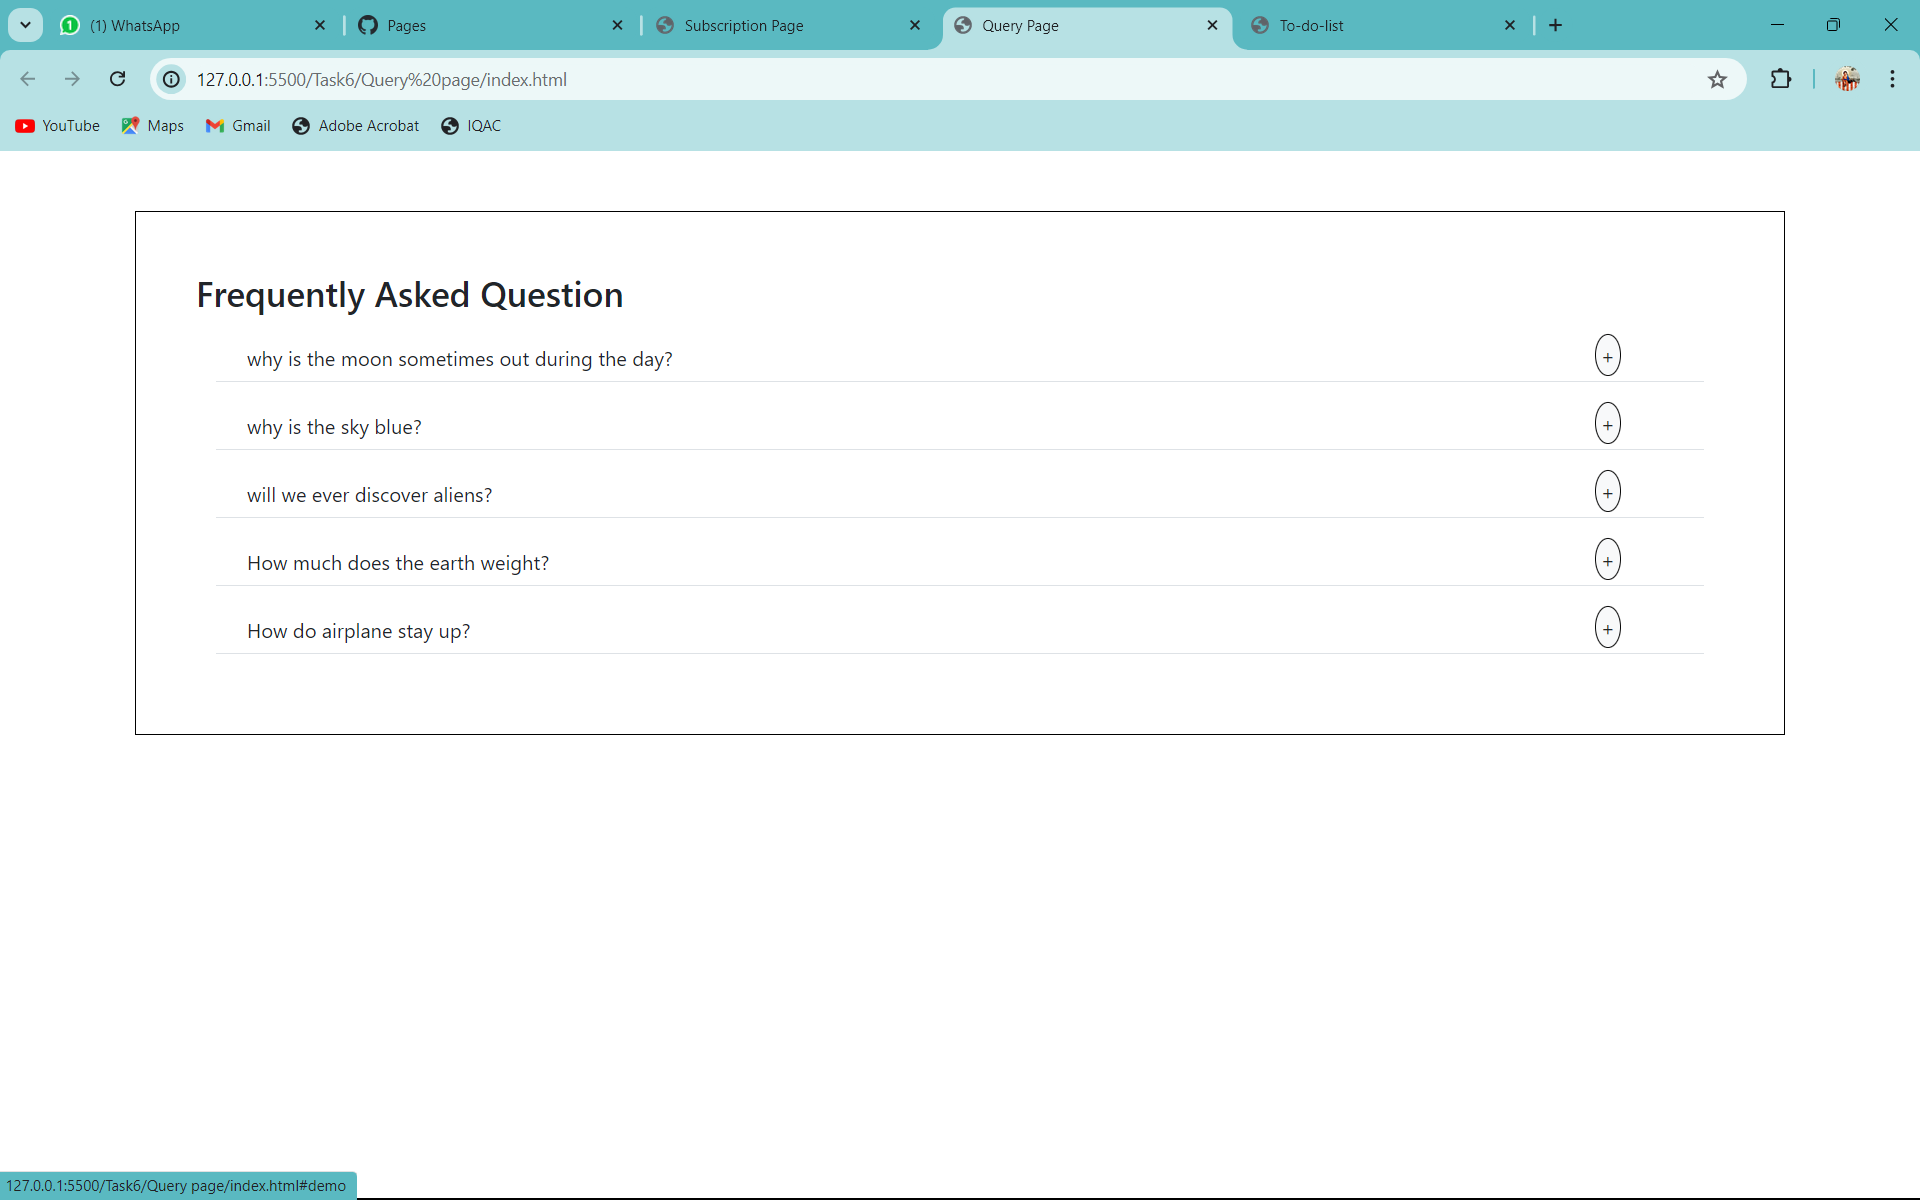 (1) WhatsApp
Pages
Subscription Page
Query Page
To-do-list
127.0.0.1:5500/Task6/Query%20page/index.html
YouTube
Maps
Gmail
Adobe Acrobat
IQAC
Frequently Asked Question
why is the moon sometimes out during the day? +
why is the sky blue? +
will we ever discover aliens? +
How much does the earth weight? +
How do airplane stay up? +
127.0.0.1:5500/Task6/Query page/index.html#demo